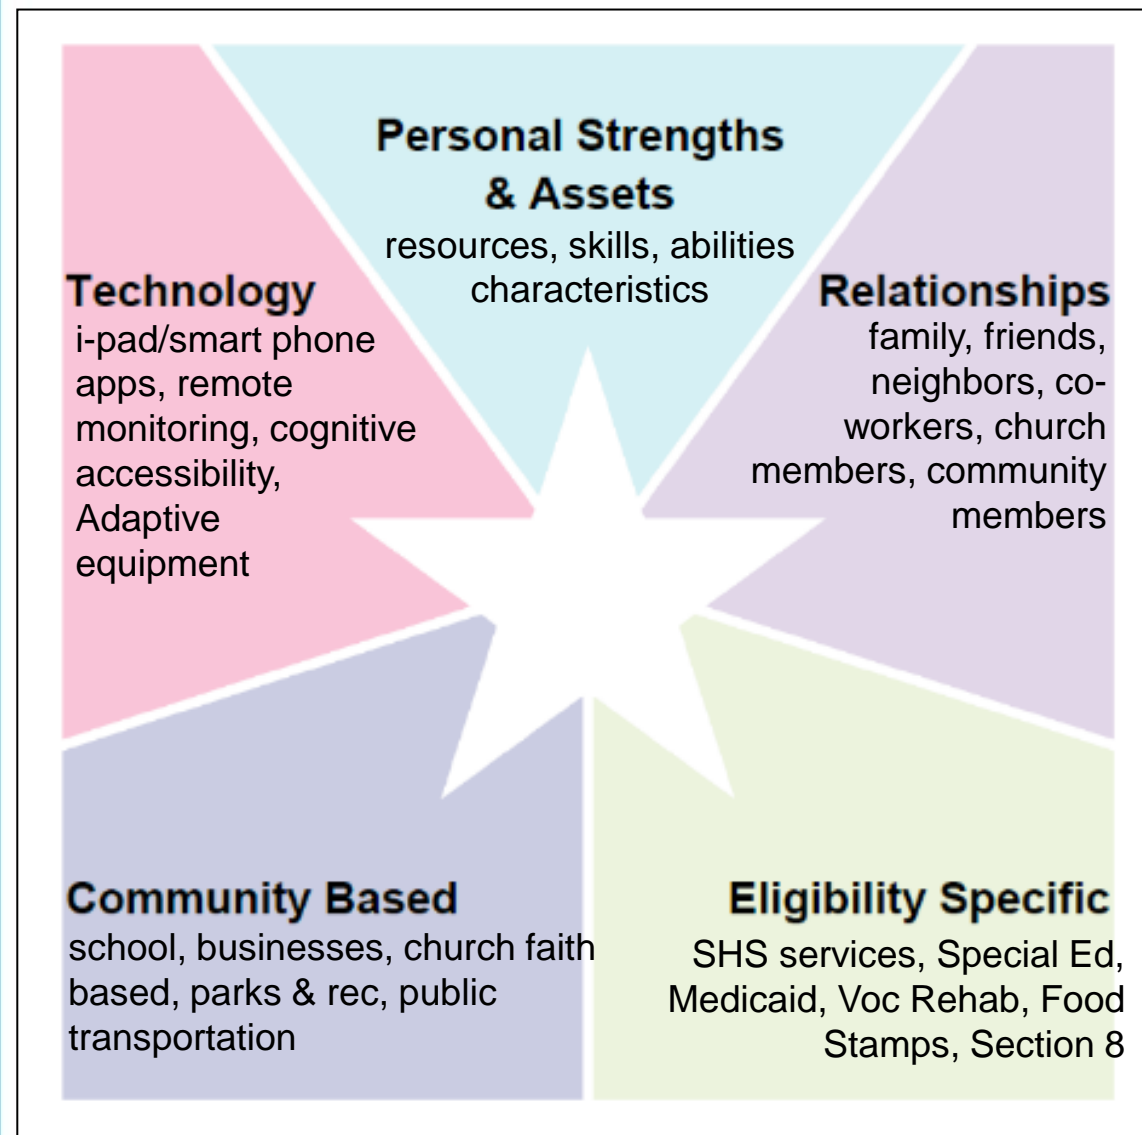 Personal Strengths
& Assets
resources, skills, abilities
characteristics
Technology
i-pad/smart phone
apps, remote
monitoring, cognitive
accessibility,
Adaptive
equipment
Relationships
family, friends,
neighbors, co-
workers, church
members, community
members
Community Based
school, businesses, church faith
based, parks & rec, public
transportation
Eligibility Specific
SHS services, Special Ed,
Medicaid, Voc Rehab, Food
Stamps, Section 8